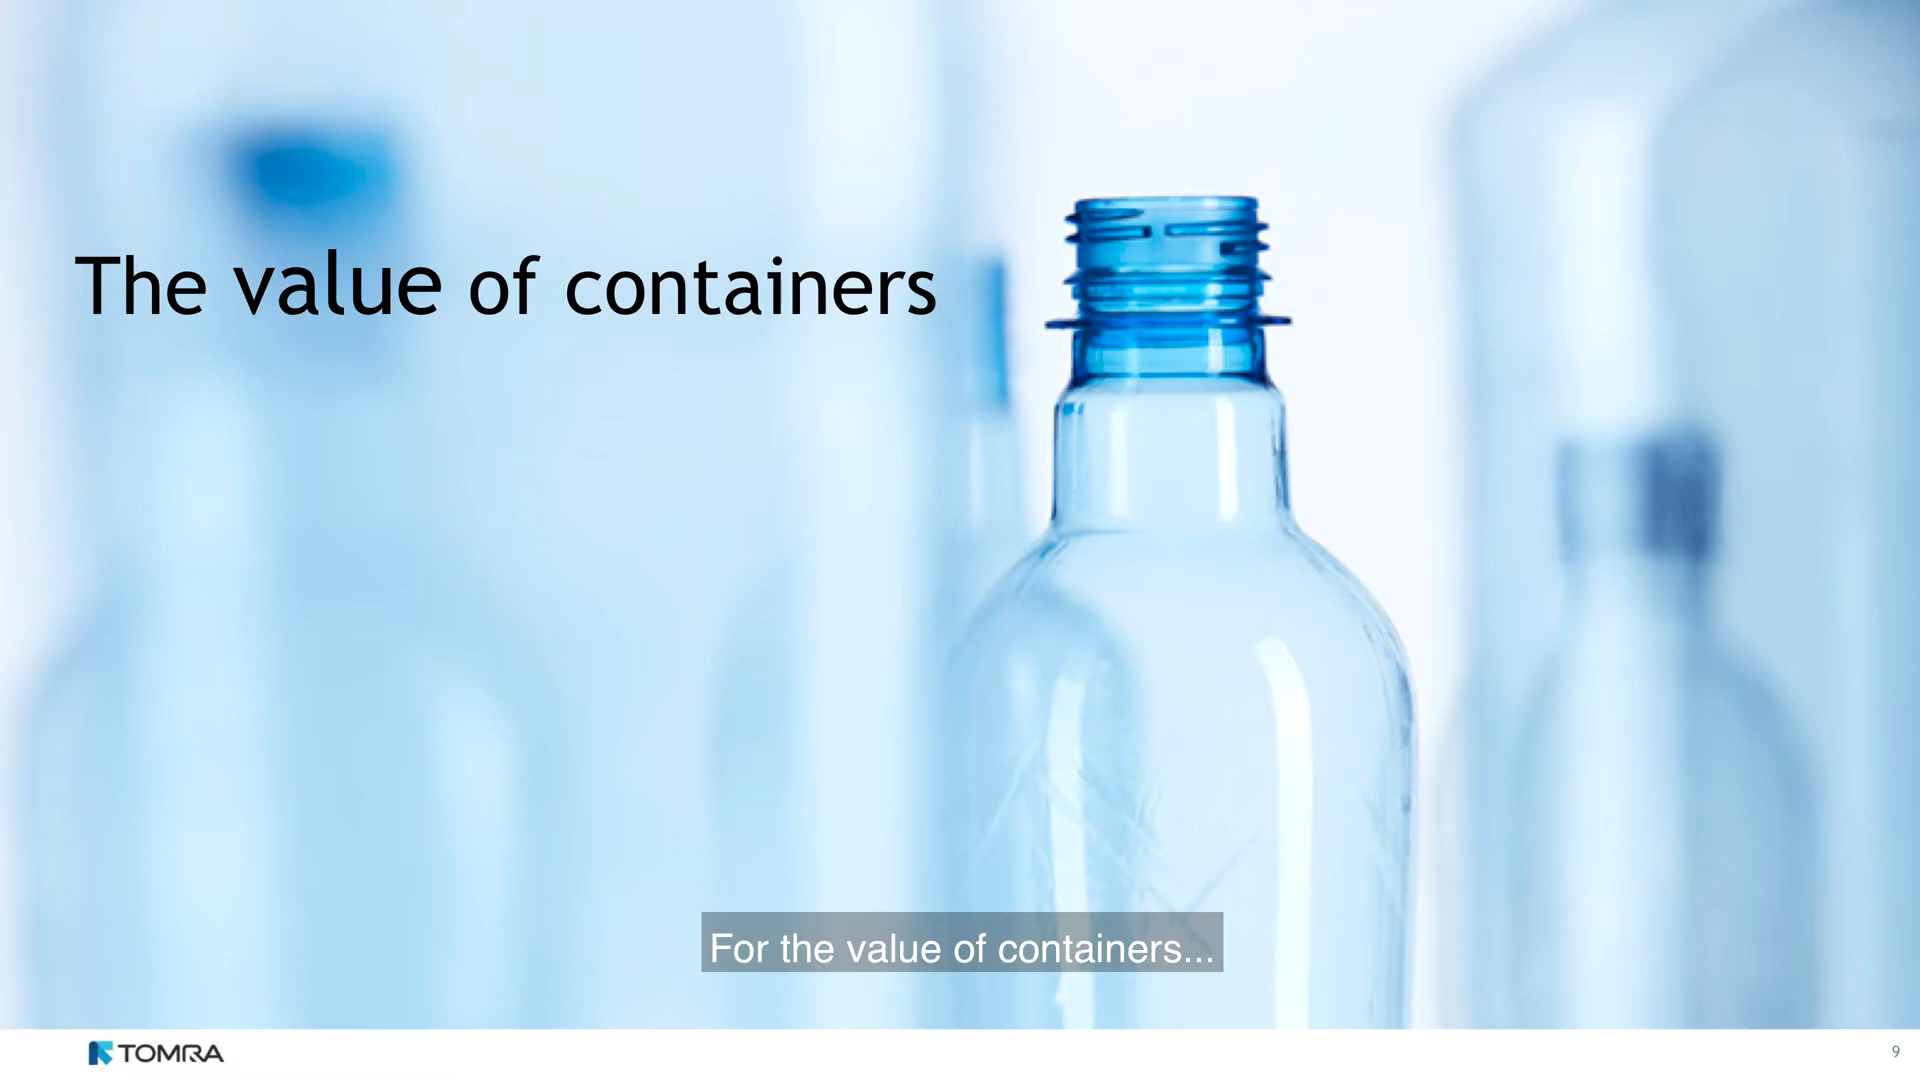 The value of containers
For the value of containers...
TOMRA
9